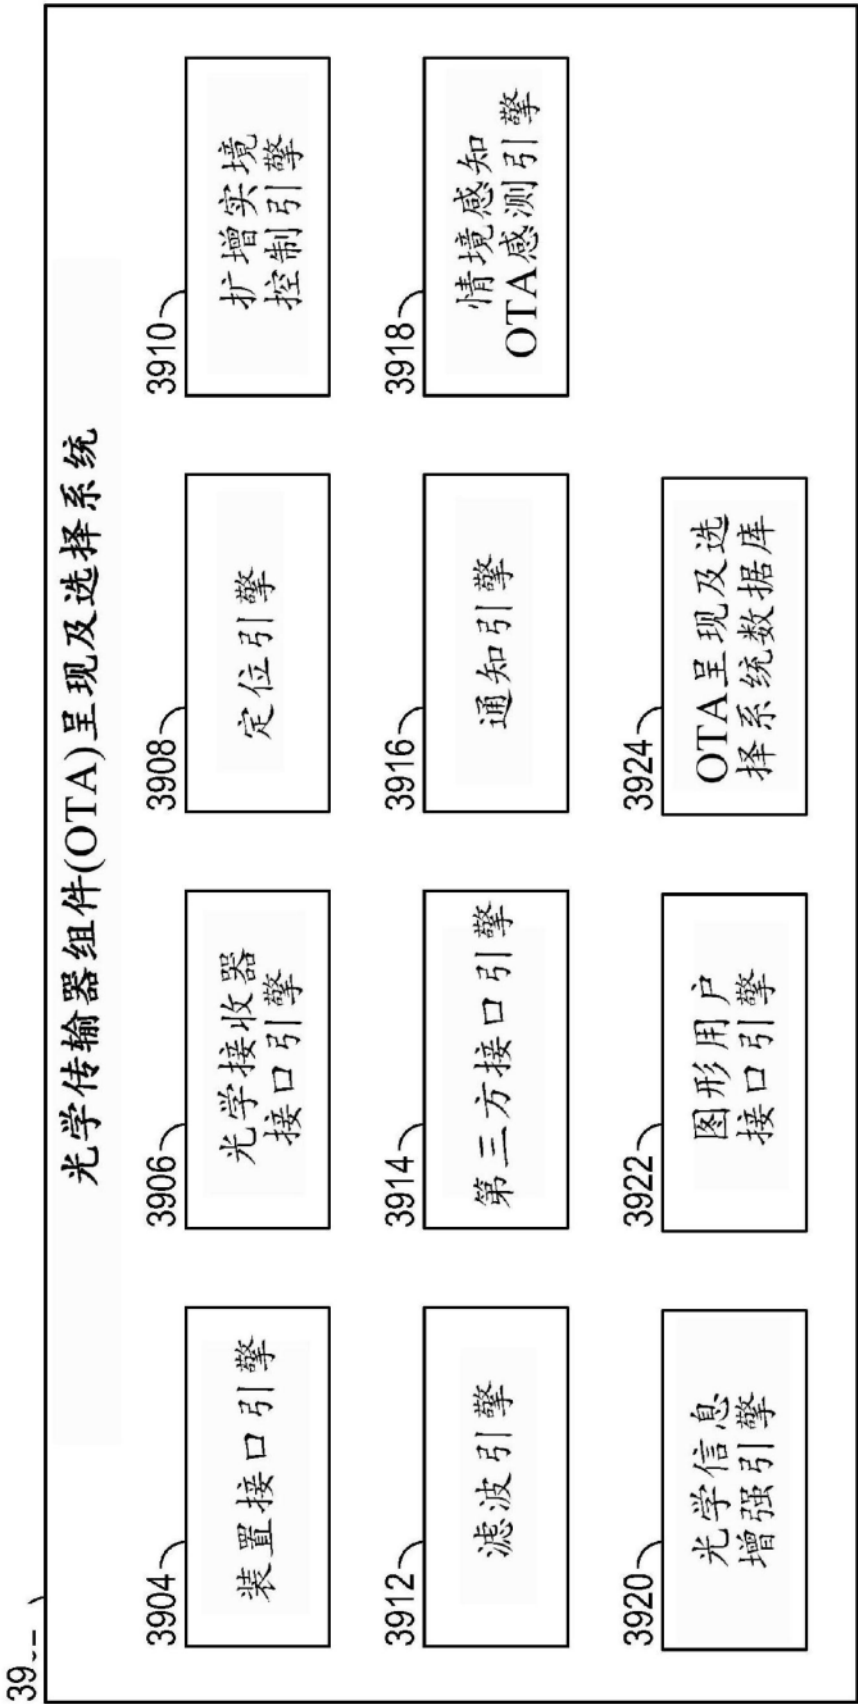 光学传输器组件(OTA)呈现及选择系统
3904
装置接口引擎
3906
光学接收器
接口引擎
3908
定位引擎
3910
扩增实境
控制引擎
3912
滤波引擎
3914
第三方接口引擎
3916
通知引擎
3918
情境感知
OTA感测引擎
3920
光学信息
增强引擎
3922
图形用户
接口引擎
3924
OTA呈现及选
择系统数据库